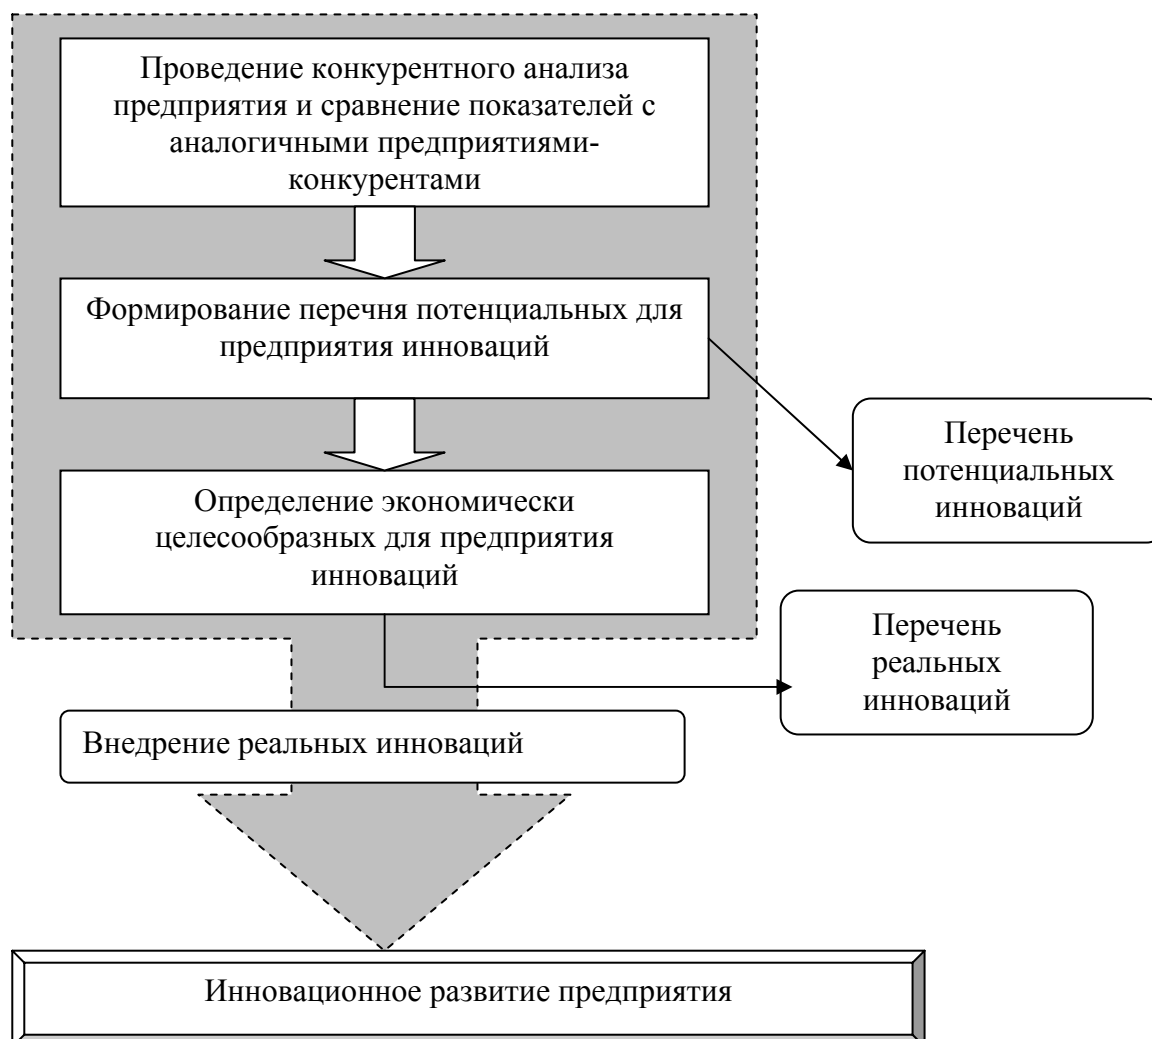 Проведение конкурентного анализа
предприятия и сравнение показателей с
аналогичными предприятиями-
конкурентами
Формирование перечня потенциальных для
предприятия инноваций
Перечень
потенциальных
инноваций
Определение экономически
целесообразных для предприятия
инноваций
Перечень
реальных
инноваций
Внедрение реальных инноваций
Инновационное развитие предприятия